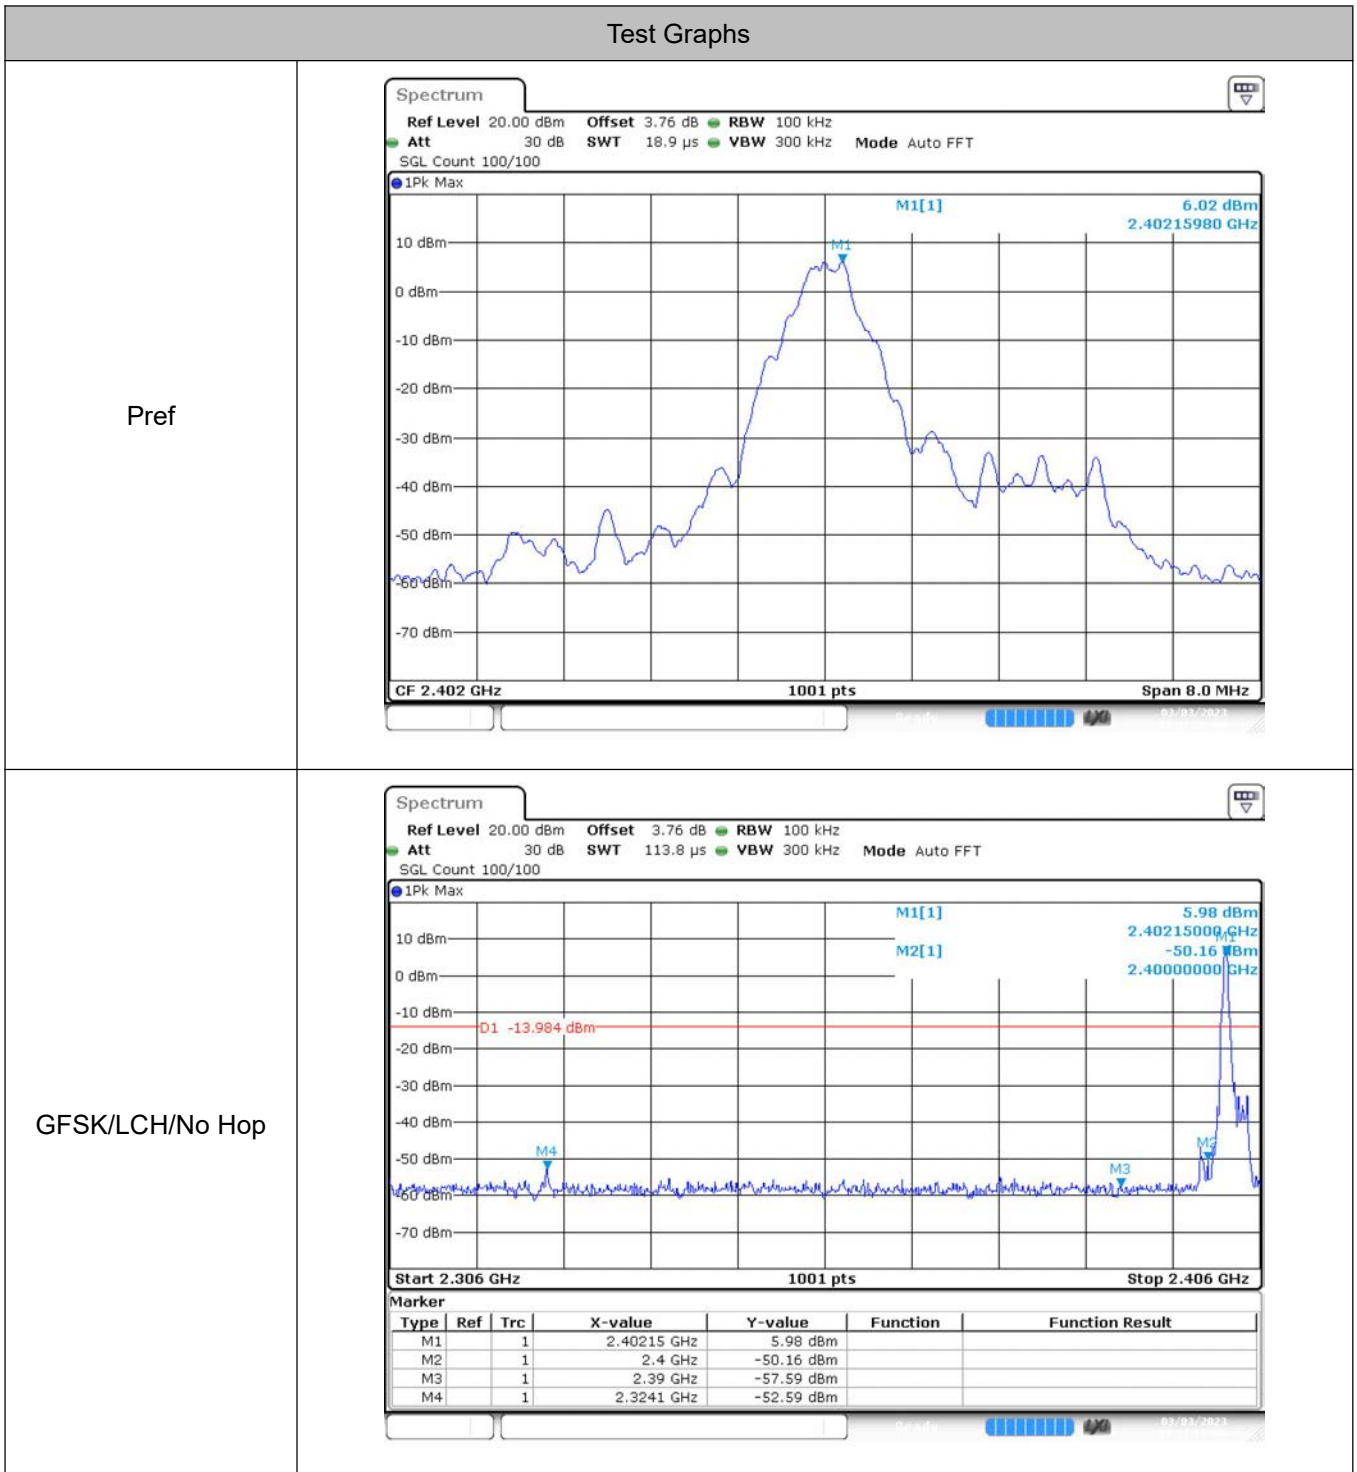 Test Graphs
Pref
Spectrum
Ref Level 20.00 dBm Offset 3.76 dB RBW 100 kHz
Att 30 dB SWT 18.9 µs VBW 300 kHz Mode Auto FFT
SGL Count 100/100
1Pk Max
M1[1] 6.02 dBm
2.40215980 GHz
M1
10 dBm
0 dBm
-10 dBm
-20 dBm
-30 dBm
-40 dBm
-50 dBm
-60 dBm
-70 dBm
CF 2.402 GHz 1001 pts Span 8.0 MHz
Ready 03/03/2023
GFSK/LCH/No Hop
Spectrum
Ref Level 20.00 dBm Offset 3.76 dB RBW 100 kHz
Att 30 dB SWT 113.8 µs VBW 300 kHz Mode Auto FFT
SGL Count 100/100
1Pk Max
M1[1] 5.98 dBm
2.40215000 GHz
M1
M2[1] -50.16 dBm
2.40000000 GHz
10 dBm
0 dBm
-10 dBm
D1 -13.984 dBm
-20 dBm
-30 dBm
-40 dBm
M4
M2
-50 dBm
M3
-60 dBm
-70 dBm
Start 2.306 GHz 1001 pts Stop 2.406 GHz
Marker
Type Ref Trc X-value Y-value Function Function Result
M1 1 2.40215 GHz 5.98 dBm
M2 1 2.4 GHz -50.16 dBm
M3 1 2.39 GHz -57.59 dBm
M4 1 2.3241 GHz -52.59 dBm
Ready 03/03/2023